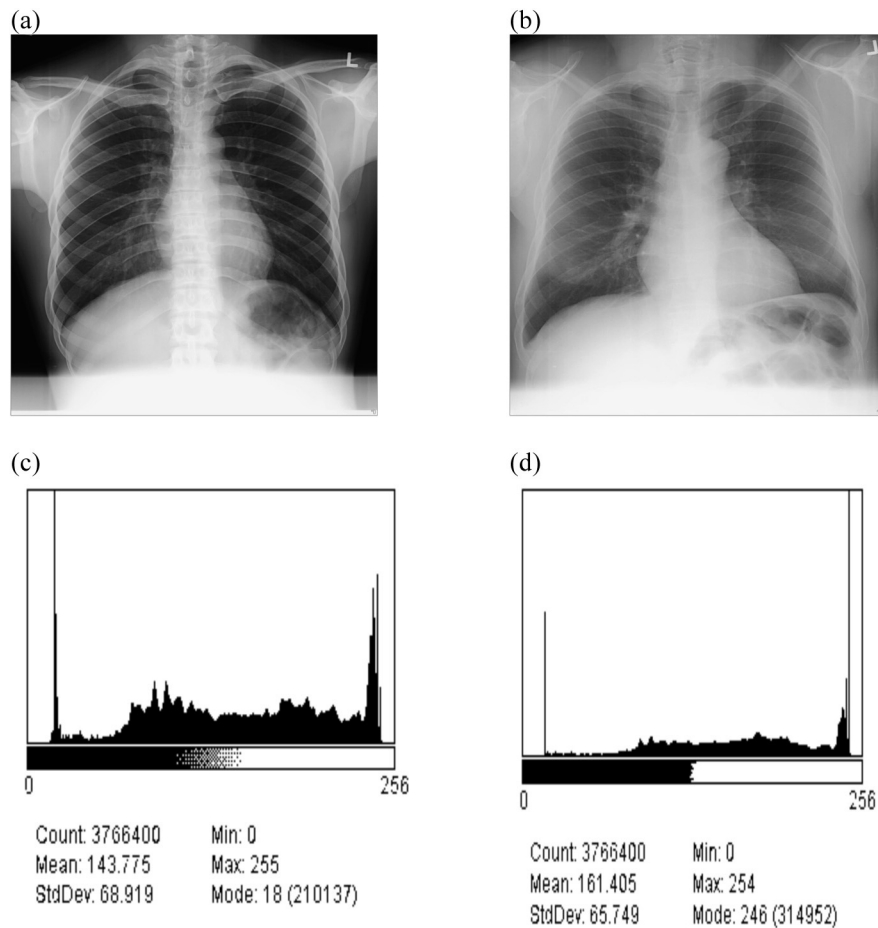 (a)
(b)
L
L
(c)
(d)
0
256
0
256
Count: 3766400
Min: 0
Mean: 143.775
Max: 255
StdDev: 68.919
Mode: 18 (210137)
Count: 3766400
Min: 0
Mean: 161.405
Max: 254
StdDev: 65.749
Mode: 246 (314952)